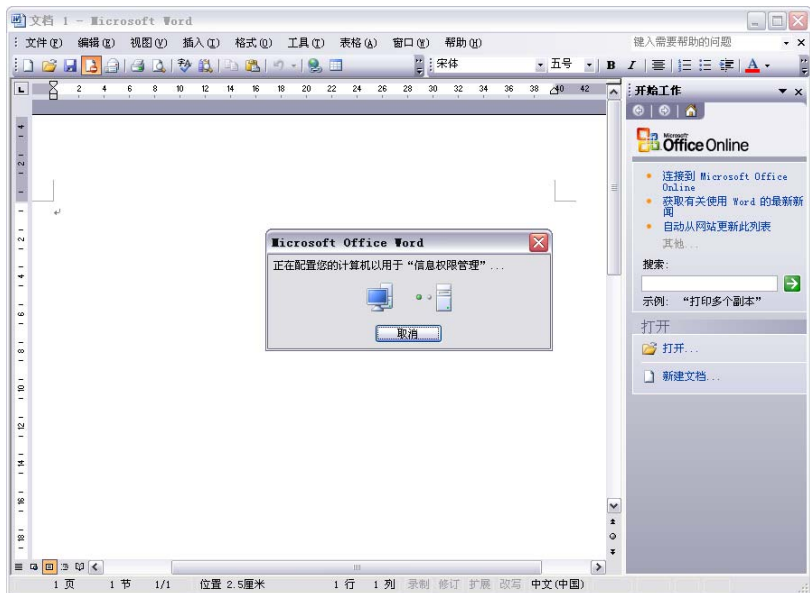 文档 1 - Microsoft Word
文件(F) 编辑(E) 视图(V) 插入(I) 格式(O) 工具(T) 表格(A) 窗口(W) 帮助(H) 键入需要帮助的问题
宋体 五号 B I A
L 2 4 6 8 10 12 14 16 18 20 22 24 26 28 30 32 34 36 38 40 42
开始工作
Microsoft
Office Online
连接到 Microsoft Office
Online
获取有关使用 Word 的最新新
闻
自动从网站更新此列表
其他...
搜索:
示例: “打印多个副本”
打开
打开...
新建文档...
Microsoft Office Word
正在配置您的计算机以用于“信息权限管理”...
取消
1 页 1 节 1/1 位置 2.5厘米 1 行 1 列 录制 修订 扩展 改写 中文(中国)